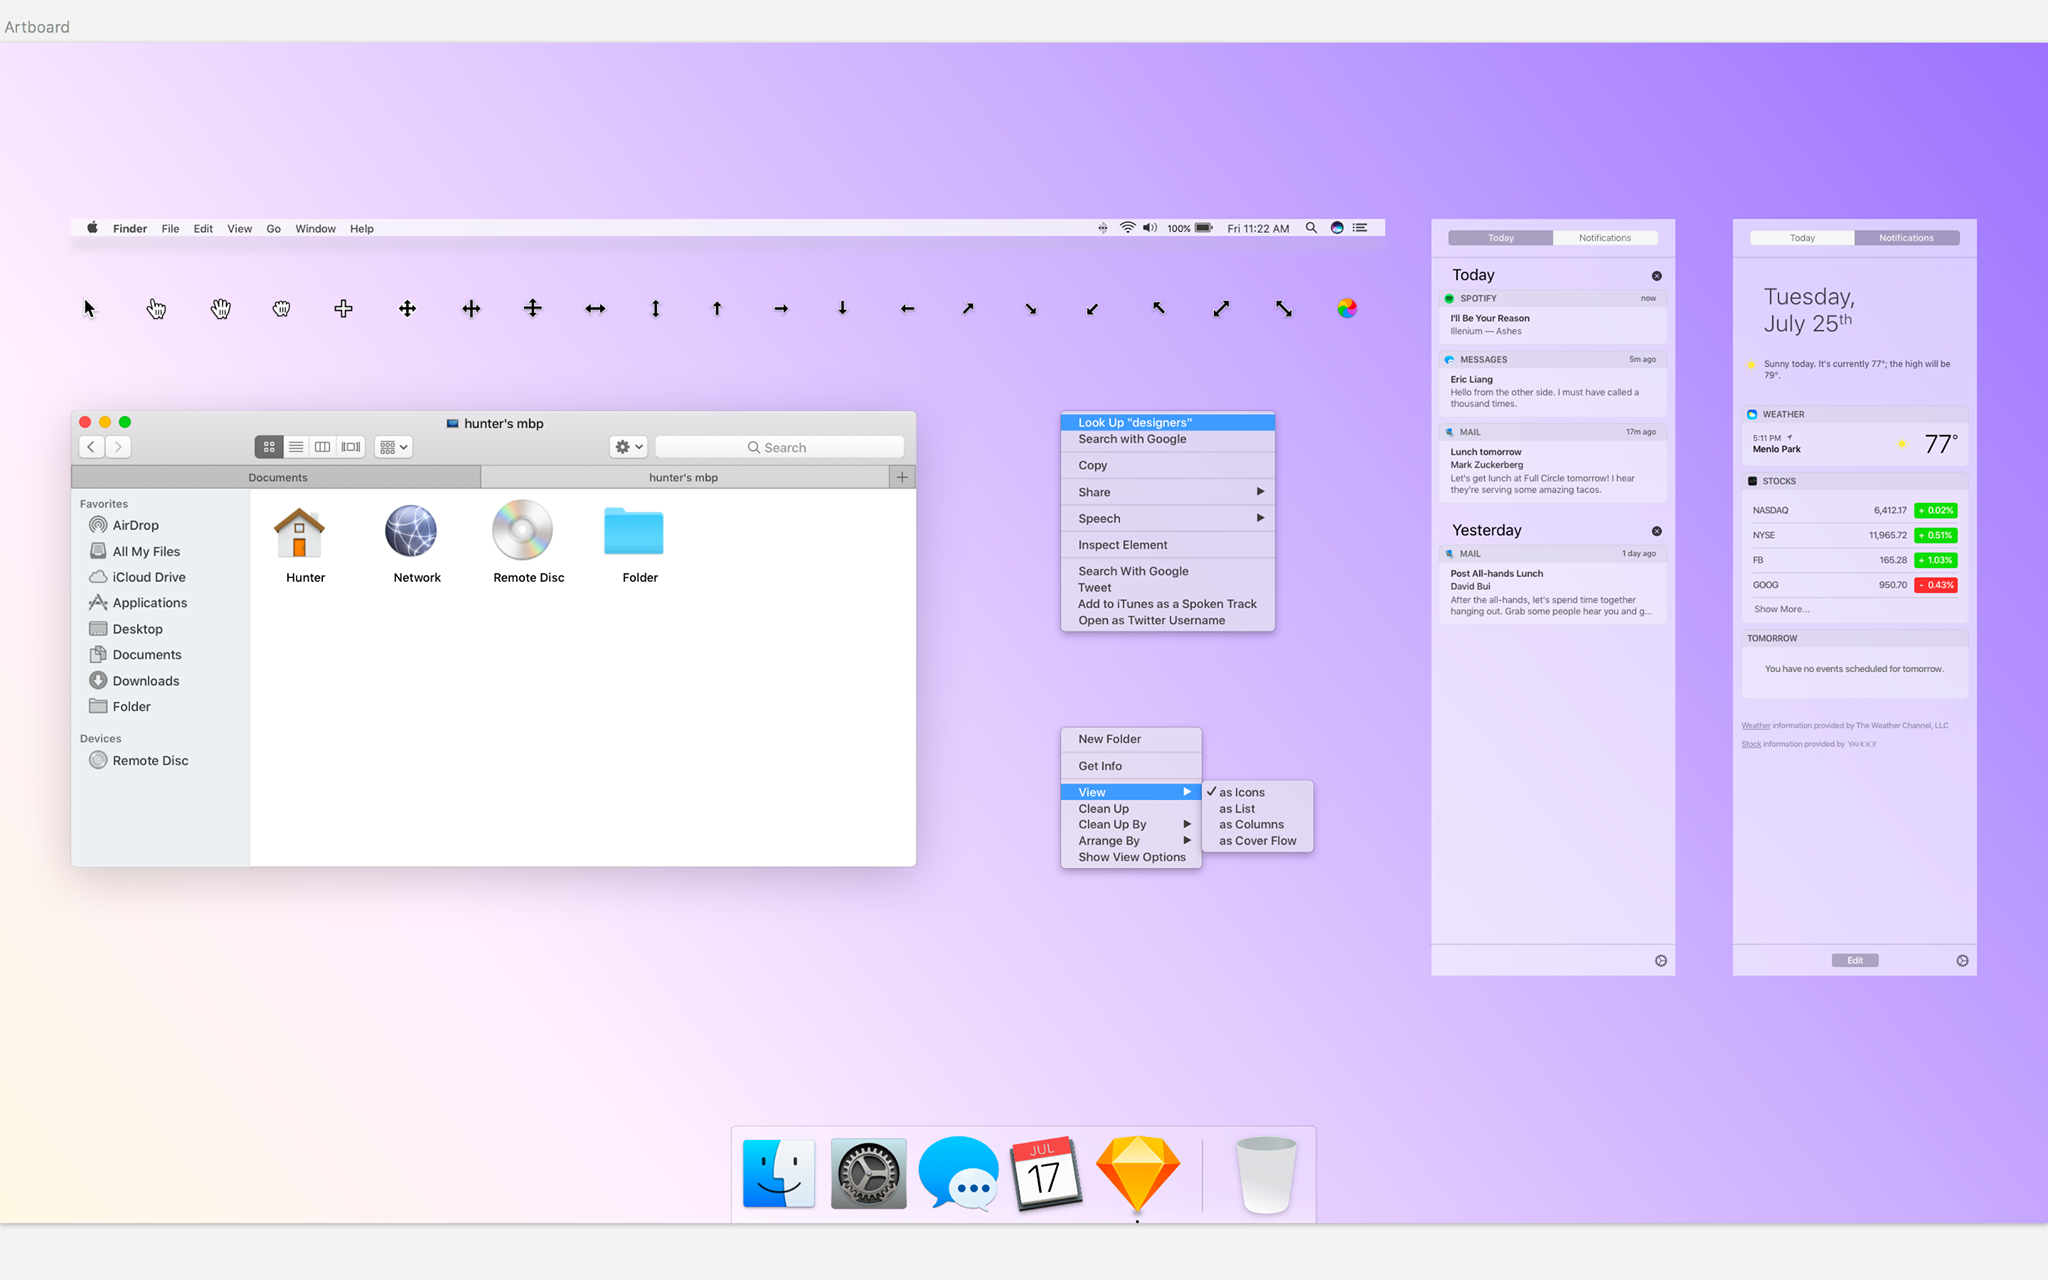 Artboard
Finder File Edit View Go Window Help
100% Fri 11:22 AM
hunter's mbp
Search
Documents
hunter's mbp
Favorites
AirDrop
All My Files
iCloud Drive
Applications
Desktop
Documents
Downloads
Folder
Devices
Remote Disc
Hunter
Network
Remote Disc
Folder
Look Up "designers"
Search with Google
Copy
Share
Speech
Inspect Element
Search With Google
Tweet
Add to iTunes as a Spoken Track
Open as Twitter Username
New Folder
Get Info
View
Clean Up
Clean Up By
Arrange By
Show View Options
as Icons
as List
as Columns
as Cover Flow
Today Notifications
Today
SPOTIFY now
I'll Be Your Reason
Illenium — Ashes
MESSAGES 5m ago
Eric Liang
Hello from the other side. I must have called a
thousand times.
MAIL 17m ago
Lunch tomorrow
Mark Zuckerberg
Let's get lunch at Full Circle tomorrow! I hear
they're serving some amazing tacos.
Yesterday
MAIL 1 day ago
Post All-hands Lunch
David Bui
After the all-hands, let's spend time together
hanging out. Grab some people hear you and g...
Today Notifications
Tuesday,
July 25th
Sunny today. It's currently 77°; the high will be
79°.
WEATHER
5:11 PM
Menlo Park
77°
STOCKS
NASDAQ 6,412.17 + 0.02%
NYSE 11,965.72 + 0.51%
FB 165.28 + 1.03%
GOOG 950.70 - 0.43%
Show More...
TOMORROW
You have no events scheduled for tomorrow.
Weather information provided by The Weather Channel, LLC
Stock information provided by YAHOO!
Edit
JUL
17